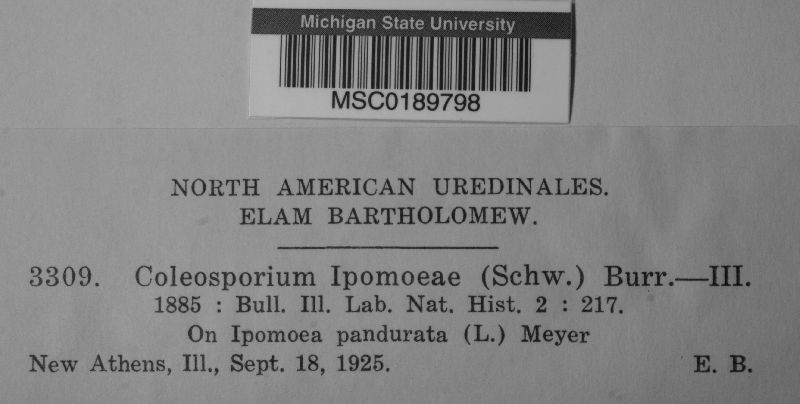 Michigan State University
MSC0189798
NORTH AMERICAN UREDINALES.
ELAM BARTHOLOMEW.
3309. Coleosporium Ipomoeae (Schw.) Burr.—III.
1885 : Bull. Ill. Lab. Nat. Hist. 2 : 217.
On Ipomoea pandurata (L.) Meyer
New Athens, Ill., Sept. 18, 1925. E. B.